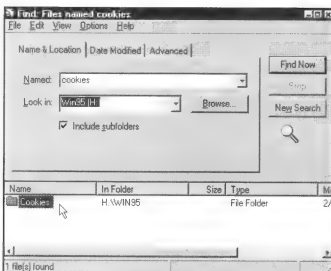 Find: Files named cookies
File Edit View Options Help
Name & Location Date Modified Advanced
Named: cookies
Look in: Win95 (H:
Browse...
Include subfolders
Find Now
Stop
New Search
Name In Folder Size Type
Cookies H:\WIN95 File Folder 2/
1 file(s) found